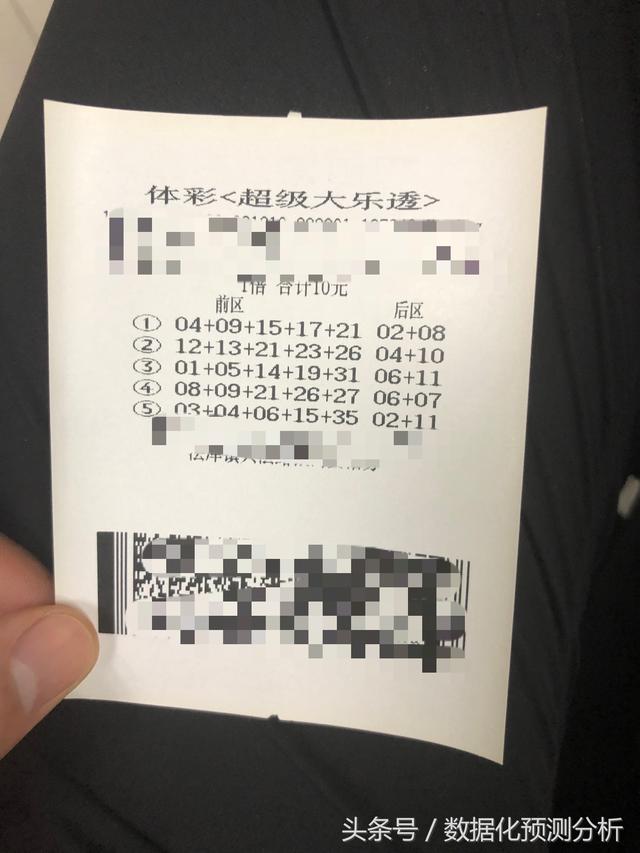 体彩<超级大乐透>
1倍 合计10元
前区 后区
① 04+09+15+17+21 02+08
② 12+13+21+23+26 04+10
③ 01+05+14+19+31 06+11
④ 08+09+21+26+27 06+07
⑤ 03+04+06+15+35 02+11
头条号 / 数据化预测分析